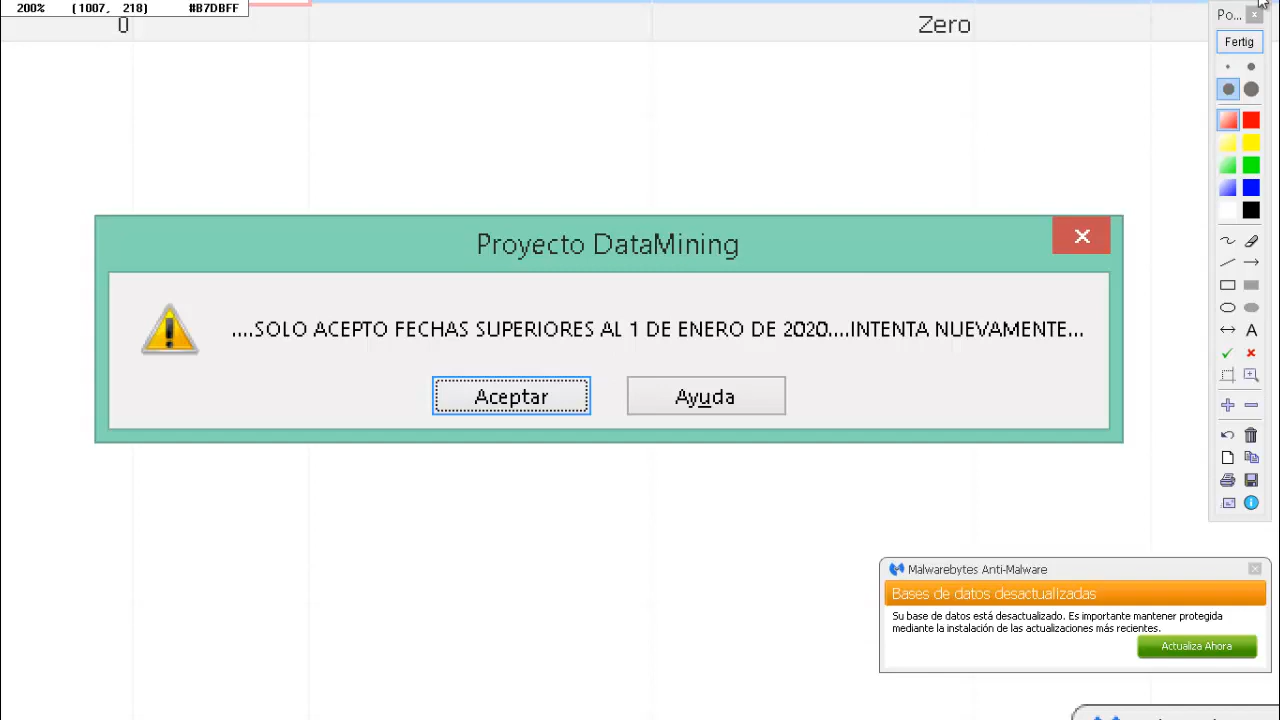 200% (1007, 218) #B7DBFF
0
Zero
Po...
Fertig
A
Proyecto DataMining
....SOLO ACEPTO FECHAS SUPERIORES AL 1 DE ENERO DE 2020....INTENTA NUEVAMENTE...
Aceptar
Ayuda
Malwarebytes Anti-Malware
Bases de datos desactualizadas
Su base de datos está desactualizado. Es importante mantener protegida
mediante la instalación de las actualizaciones más recientes.
Actualiza Ahora